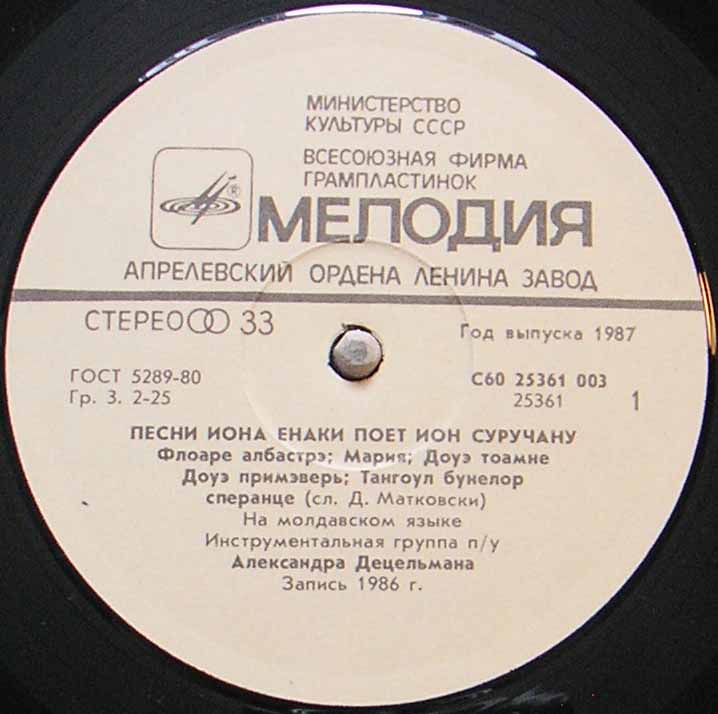 МИНИСТЕРСТВО
КУЛЬТУРЫ СССР
ВСЕСОЮЗНАЯ ФИРМА
ГРАМПЛАСТИНОК
®
МЕЛОДИЯ
АПРЕЛЕВСКИЙ ОРДЕНА ЛЕНИНА ЗАВОД
СТЕРЕО 33
Год выпуска 1987
ГОСТ 5289-80
С60 25361 003
Гр. 3. 2-25
25361 1
ПЕСНИ ИОНА ЕНАКИ ПОЕТ ИОН СУРУЧАНУ
Флоаре албастрэ; Мария; Доуэ тоамне
Доуэ примэверь; Тангоул бунелор
сперанце (сл. Д. Матковски)
На молдавском языке
Инструментальная группа п/у
Александра Децельмана
Запись 1986 г.